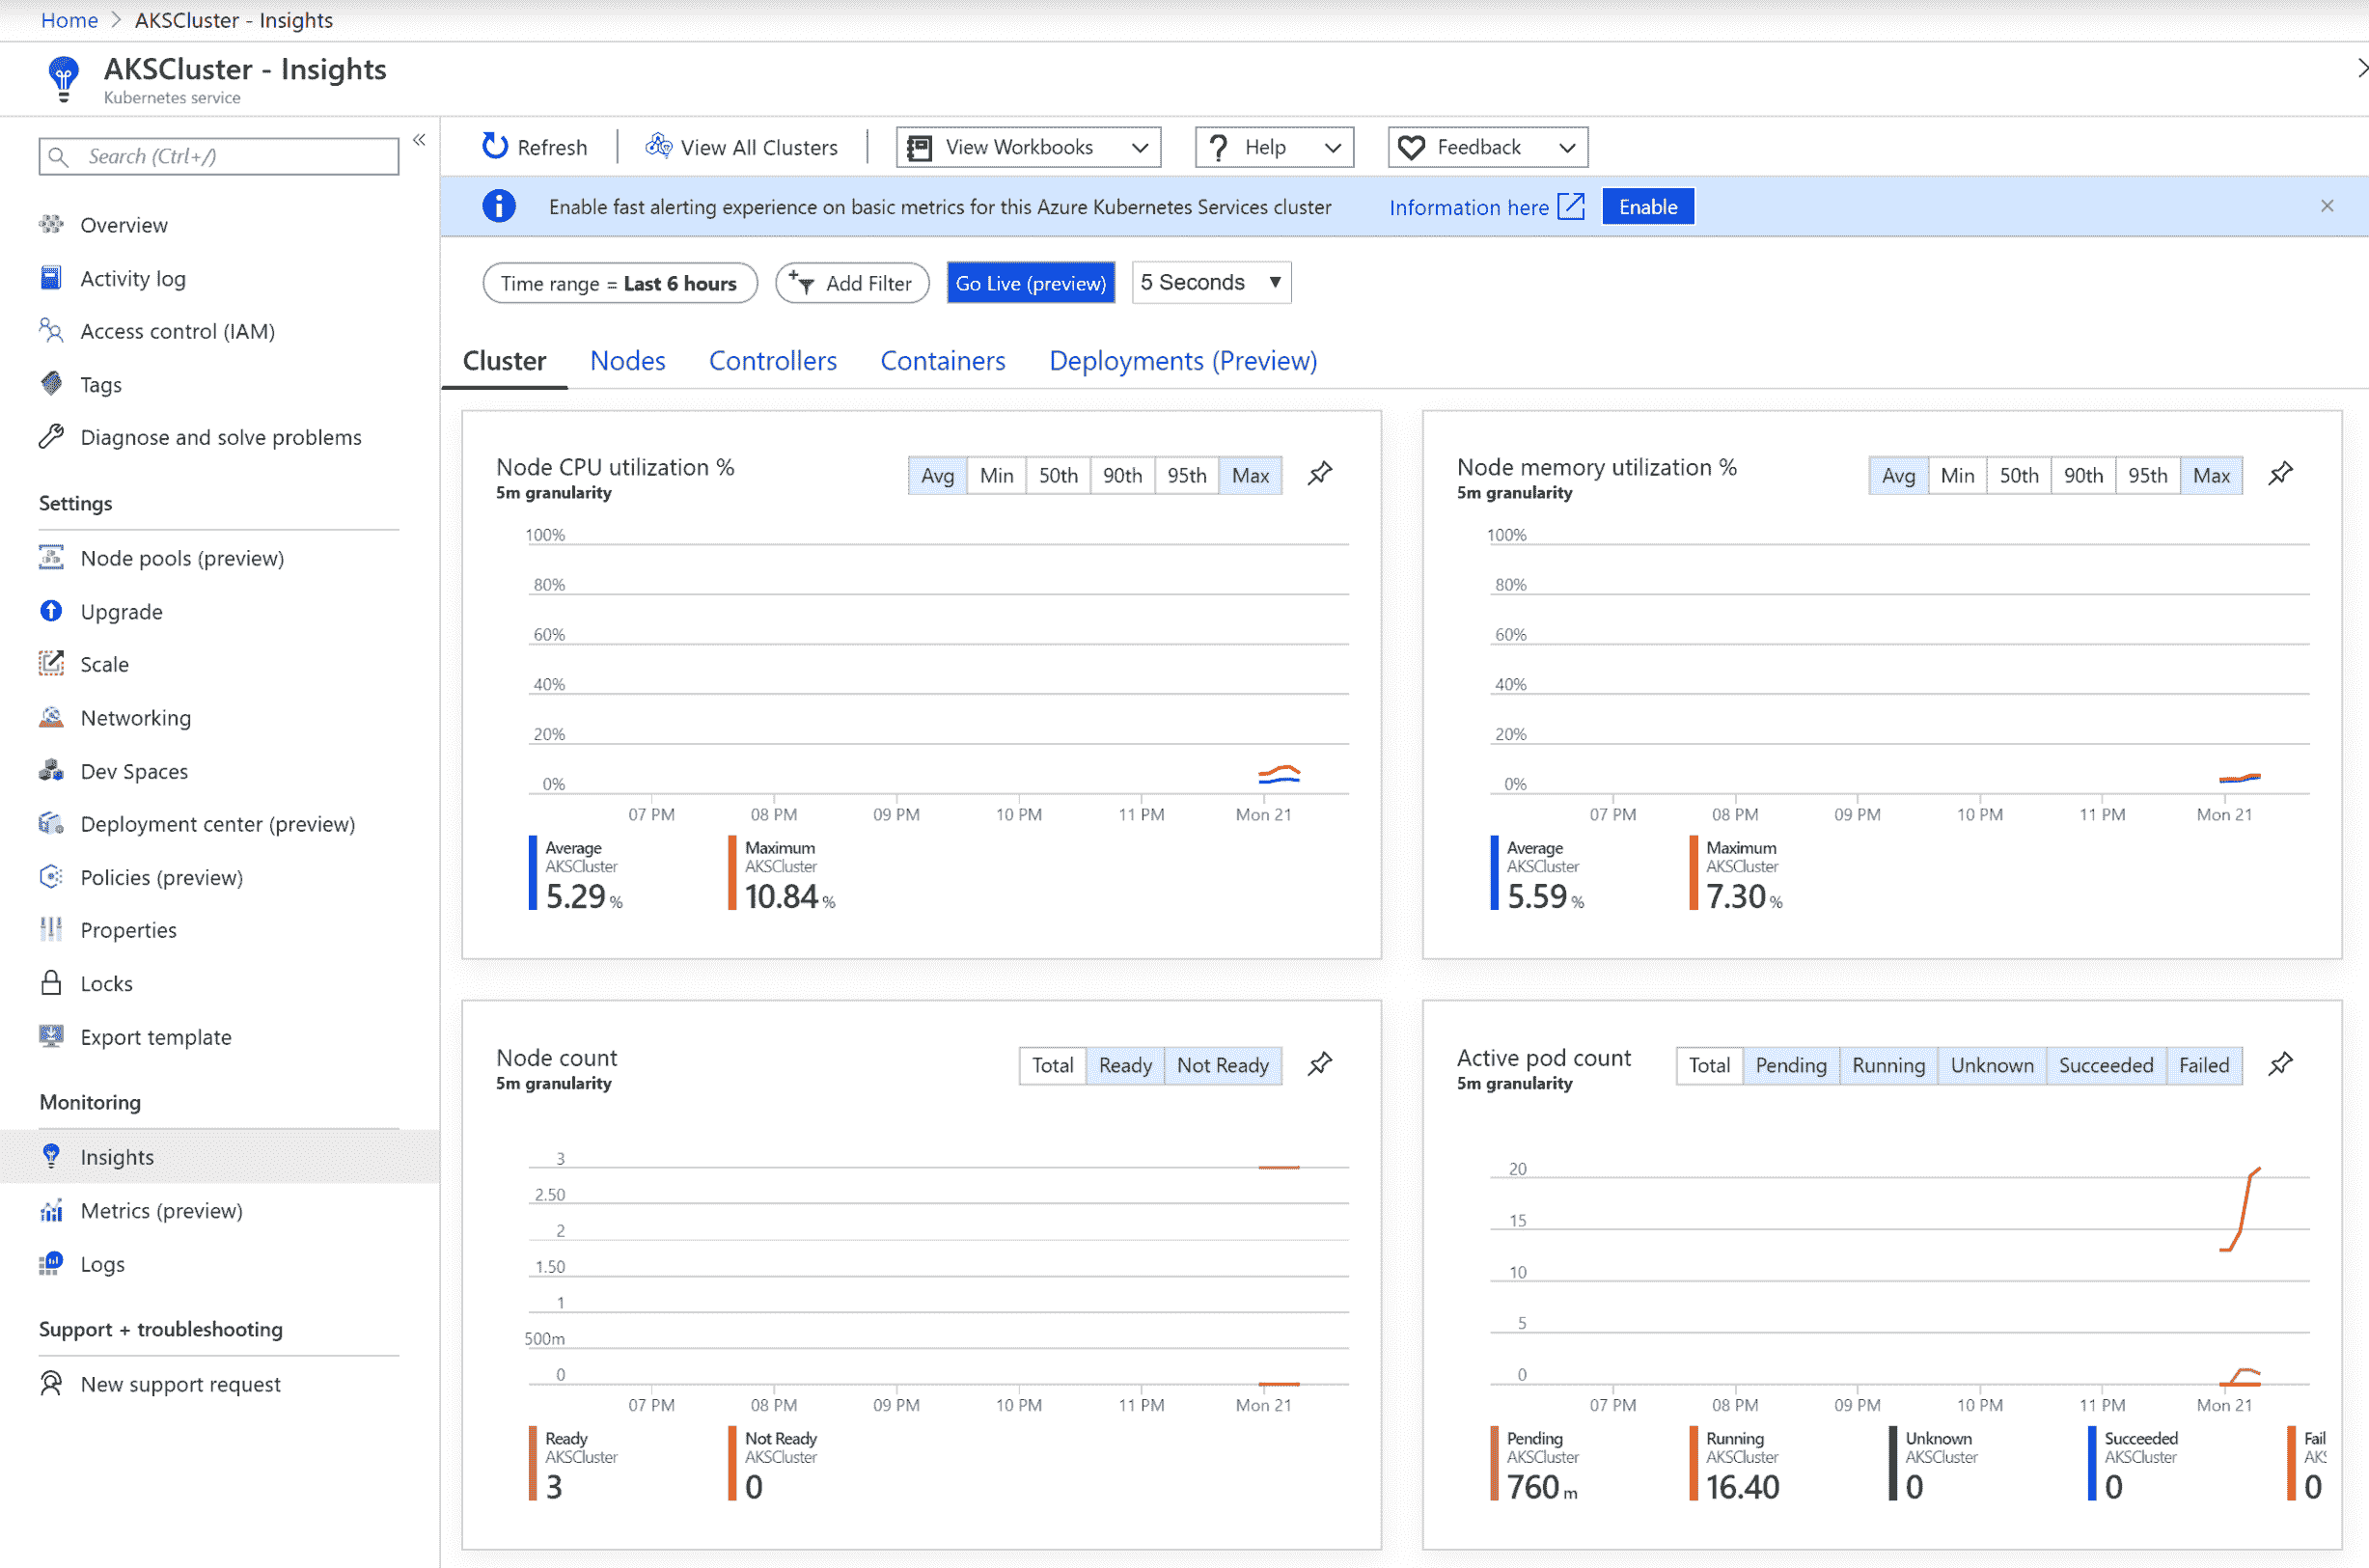 Home > AKSCluster - Insights
AKSCluster - Insights
Kubernetes service
Search (Ctrl+/)
Overview
Activity log
Access control (IAM)
Tags
Diagnose and solve problems
Settings
Node pools (preview)
Upgrade
Scale
Networking
Dev Spaces
Deployment center (preview)
Policies (preview)
Properties
Locks
Export template
Monitoring
Insights
Metrics (preview)
Logs
Support + troubleshooting
New support request
Refresh View All Clusters View Workbooks Help Feedback
Enable fast alerting experience on basic metrics for this Azure Kubernetes Services cluster Information here Enable
Time range = Last 6 hours Add Filter Go Live (preview) 5 Seconds
Cluster Nodes Controllers Containers Deployments (Preview)
Node CPU utilization %
5m granularity
Avg Min 50th 90th 95th Max
100%
80%
60%
40%
20%
0%
07 PM 08 PM 09 PM 10 PM 11 PM Mon 21
Average Maximum
AKSCluster AKSCluster
5.29 % 10.84 %
Node memory utilization %
5m granularity
Avg Min 50th 90th 95th Max
100%
80%
60%
40%
20%
0%
07 PM 08 PM 09 PM 10 PM 11 PM Mon 21
Average Maximum
AKSCluster AKSCluster
5.59 % 7.30 %
Node count
5m granularity
Total Ready Not Ready
3
2.50
2
1.50
1
500m
0
07 PM 08 PM 09 PM 10 PM 11 PM Mon 21
Ready Not Ready
AKSCluster AKSCluster
3 0
Active pod count
5m granularity
Total Pending Running Unknown Succeeded Failed
20
15
10
5
0
07 PM 08 PM 09 PM 10 PM 11 PM Mon 21
Pending Running Unknown Succeeded Fail
AKSCluster AKSCluster AKSCluster AKSCluster AKS
760 m 16.40 0 0 0